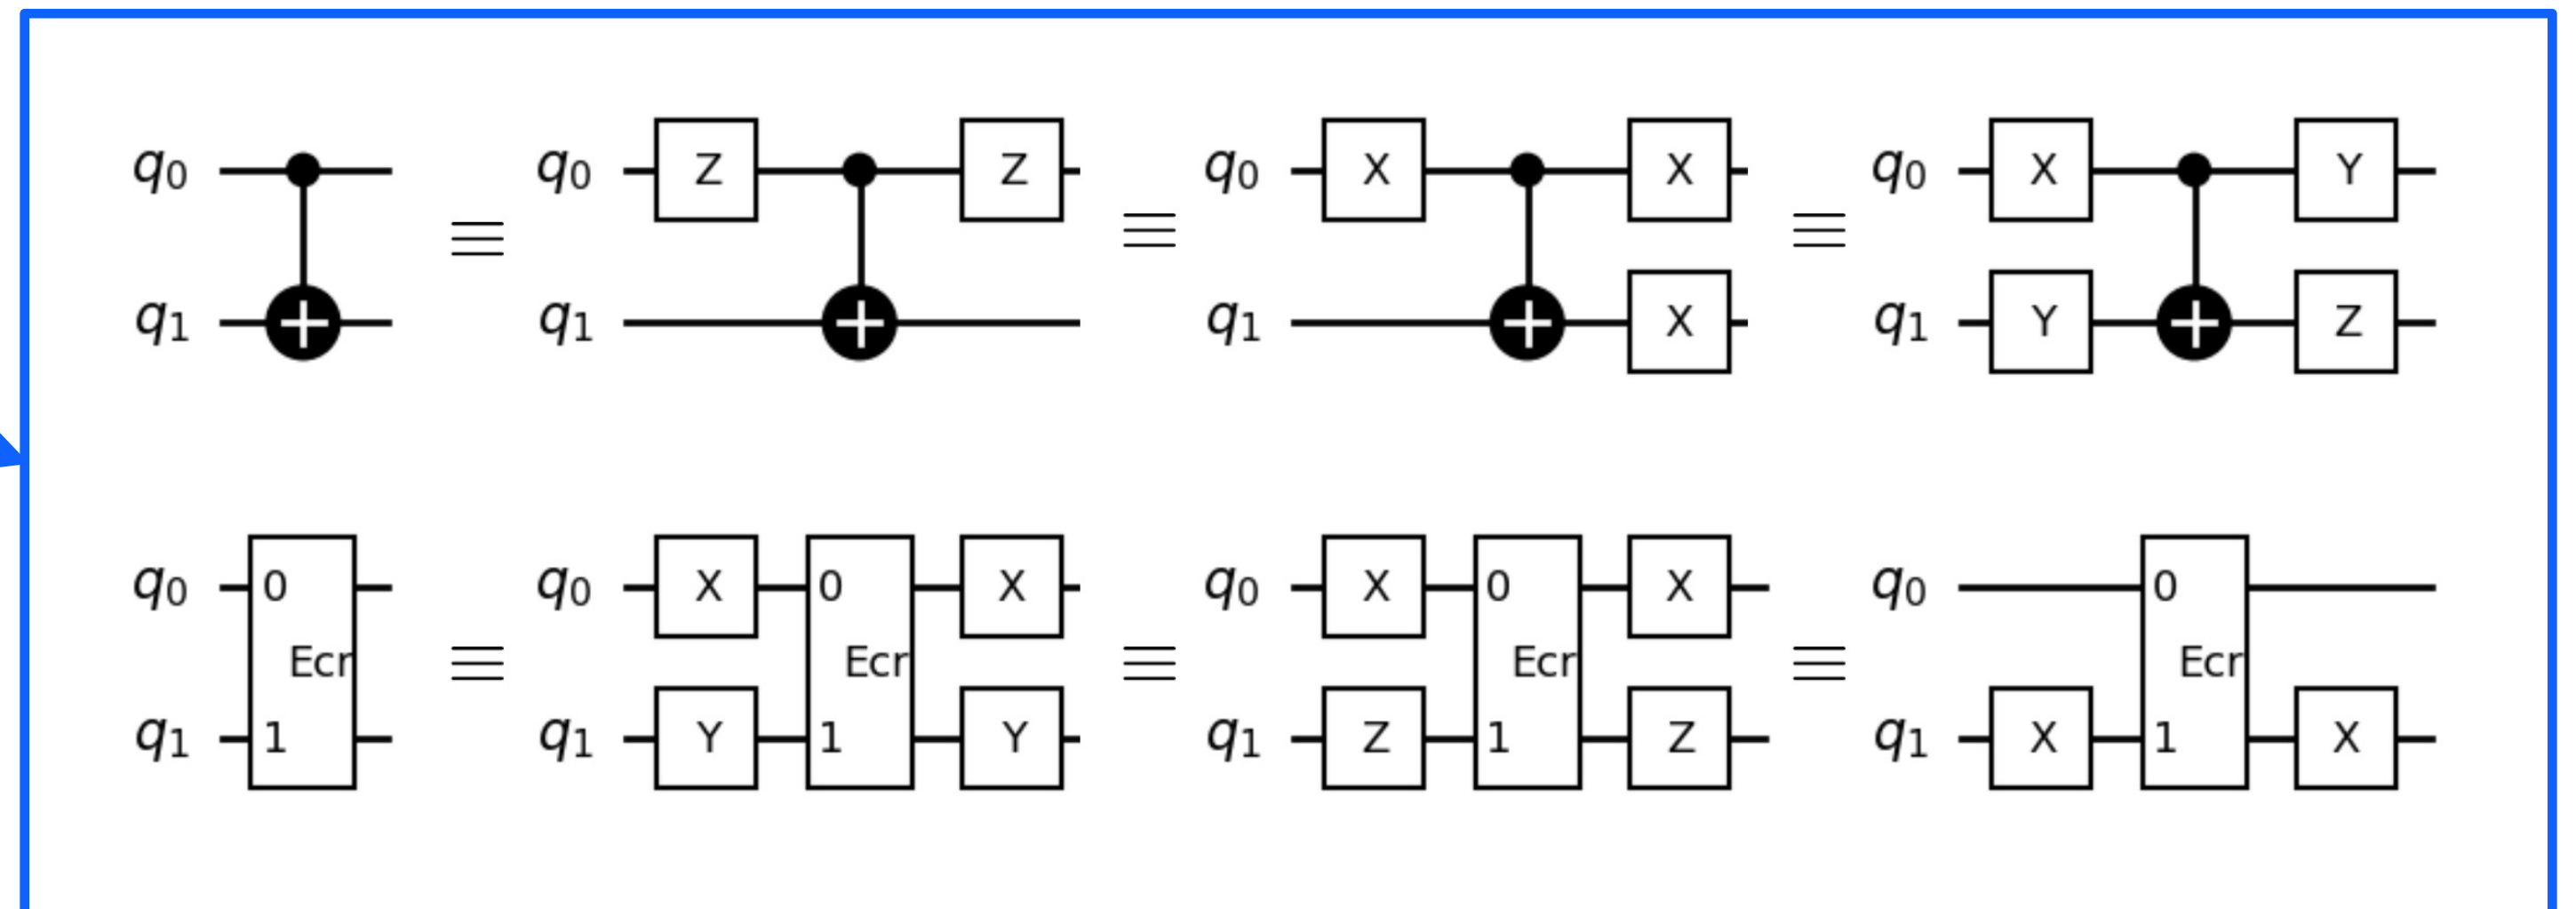 q0 ≡ q0 Z Z ≡ q0 X X ≡ q0 X Y
q1 q1 q1 X q1 Y Z
q0 0 q0 X 0 X q0 X 0 X q0 0
Ecr ≡ Ecr ≡ Ecr ≡ Ecr
q1 1 q1 Y 1 Y q1 Z 1 Z q1 X 1 X